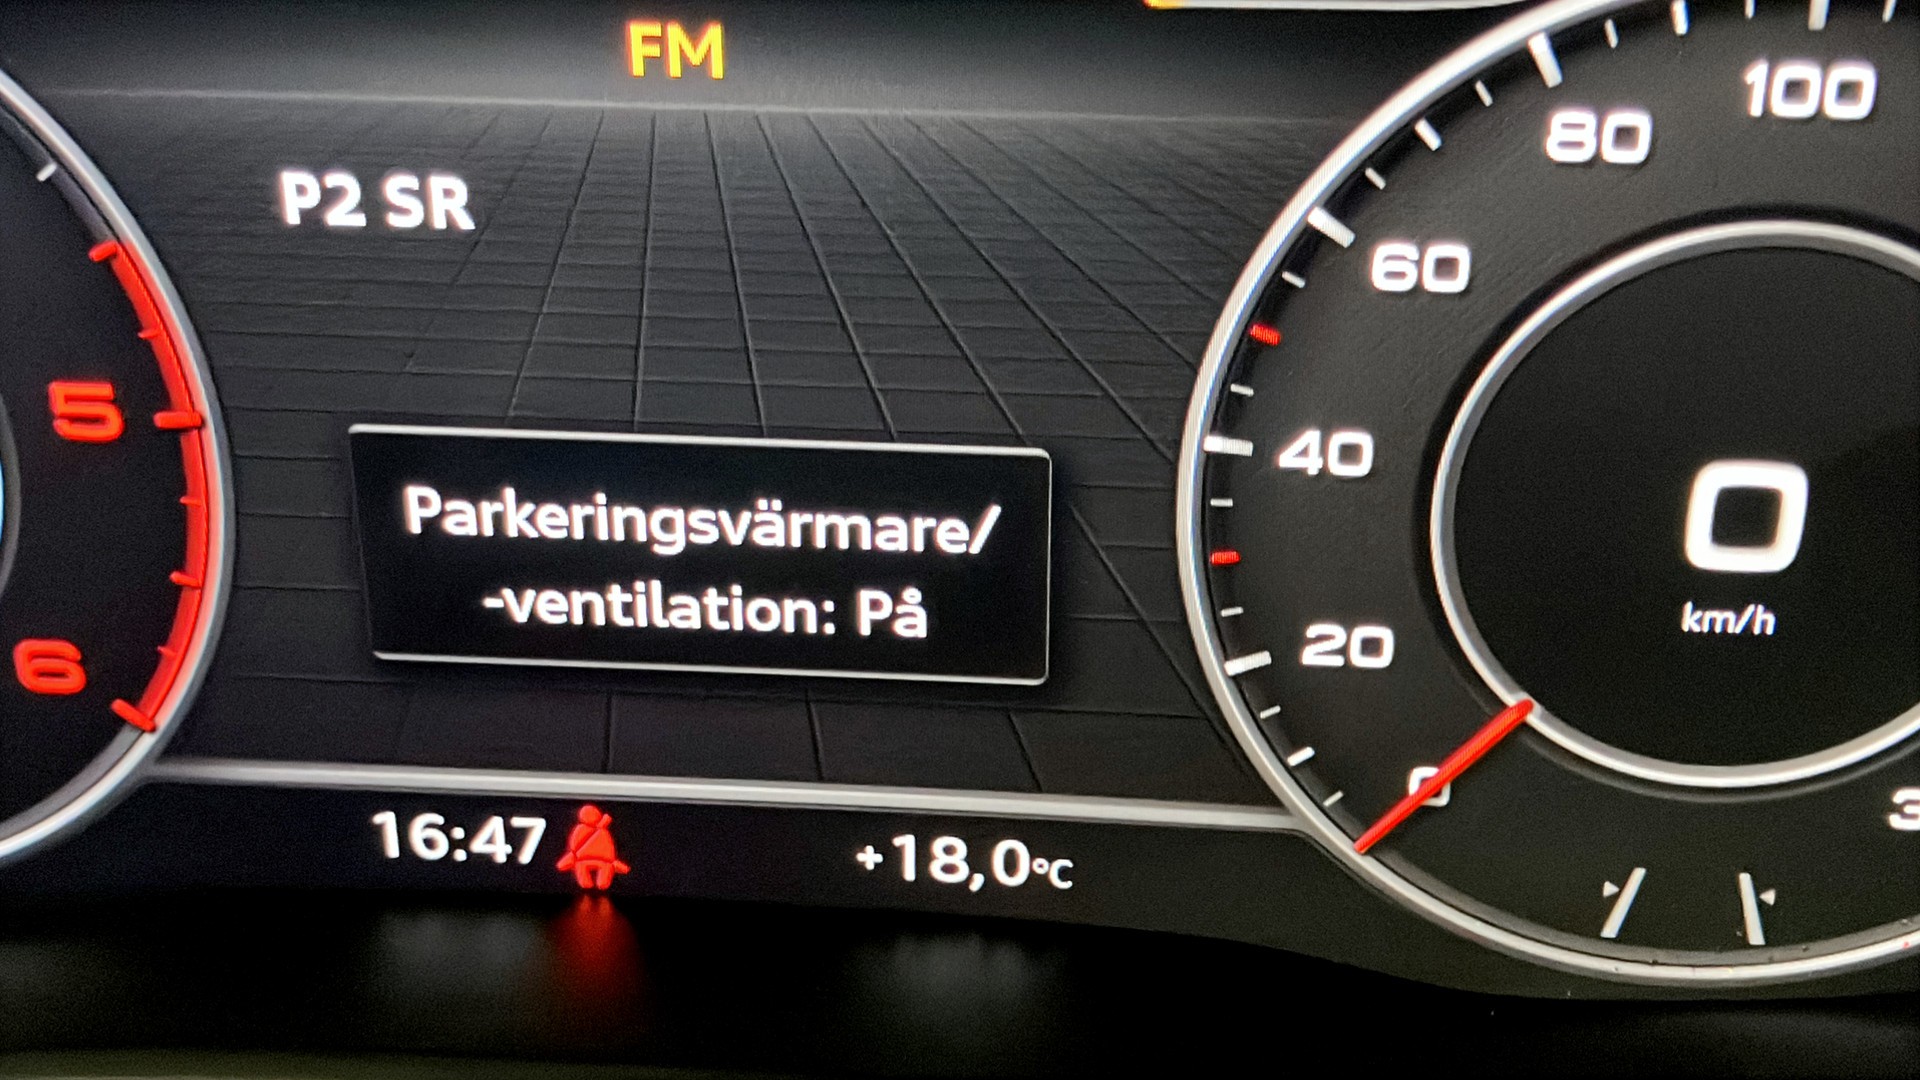 FM
P2 SR
Parkeringsvärmare/
-ventilation: På
16:47
+18,0°C
5
6
100
80
60
40
20
0
0
km/h
3